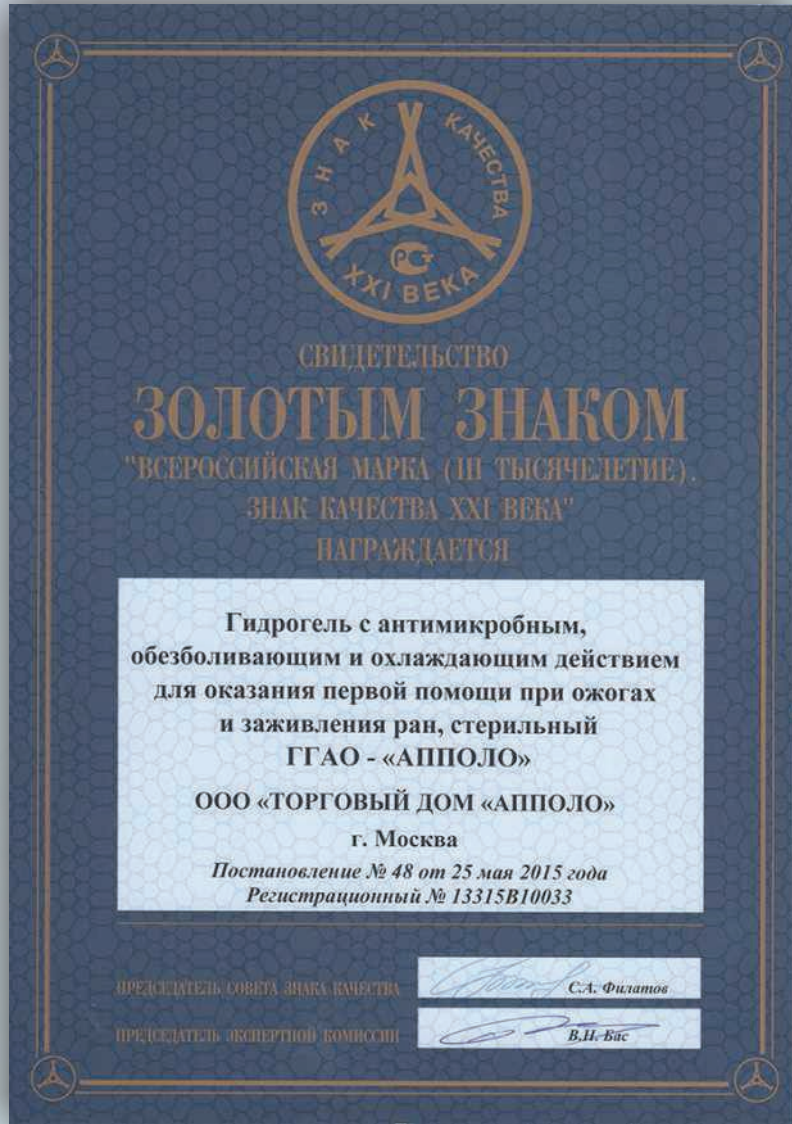 ЗНАК КАЧЕСТВА
XXI ВЕКА
СВИДЕТЕЛЬСТВО
ЗОЛОТЫМ ЗНАКОМ
"ВСЕРОССИЙСКАЯ МАРКА (III ТЫСЯЧЕЛЕТИЕ).
ЗНАК КАЧЕСТВА XXI ВЕКА"
НАГРАЖДАЕТСЯ
Гидрогель с антимикробным,
обезболивающим и охлаждающим действием
для оказания первой помощи при ожогах
и заживления ран, стерильный
ГГАО - «АППОЛО»
ООО «ТОРГОВЫЙ ДОМ «АППОЛО»
г. Москва
Постановление № 48 от 25 мая 2015 года
Регистрационный № 13315В10033
ПРЕДСЕДАТЕЛЬ СОВЕТА ЗНАКА КАЧЕСТВА
С.А. Филатов
ПРЕДСЕДАТЕЛЬ ЭКСПЕРТНОЙ КОМИССИИ
В.И. Бас